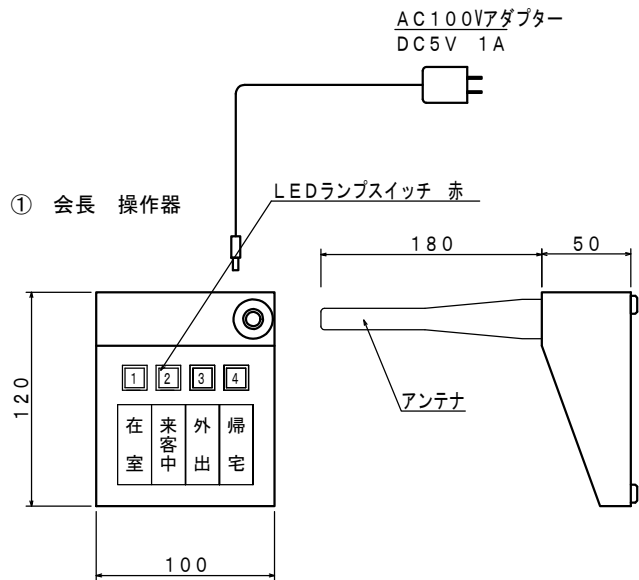 AC100Vアダプター
DC5V 1A
① 会長 操作器
LEDランプスイッチ 赤
180
50
120
1 2 3 4
在室
来客中
外出
帰宅
アンテナ
100